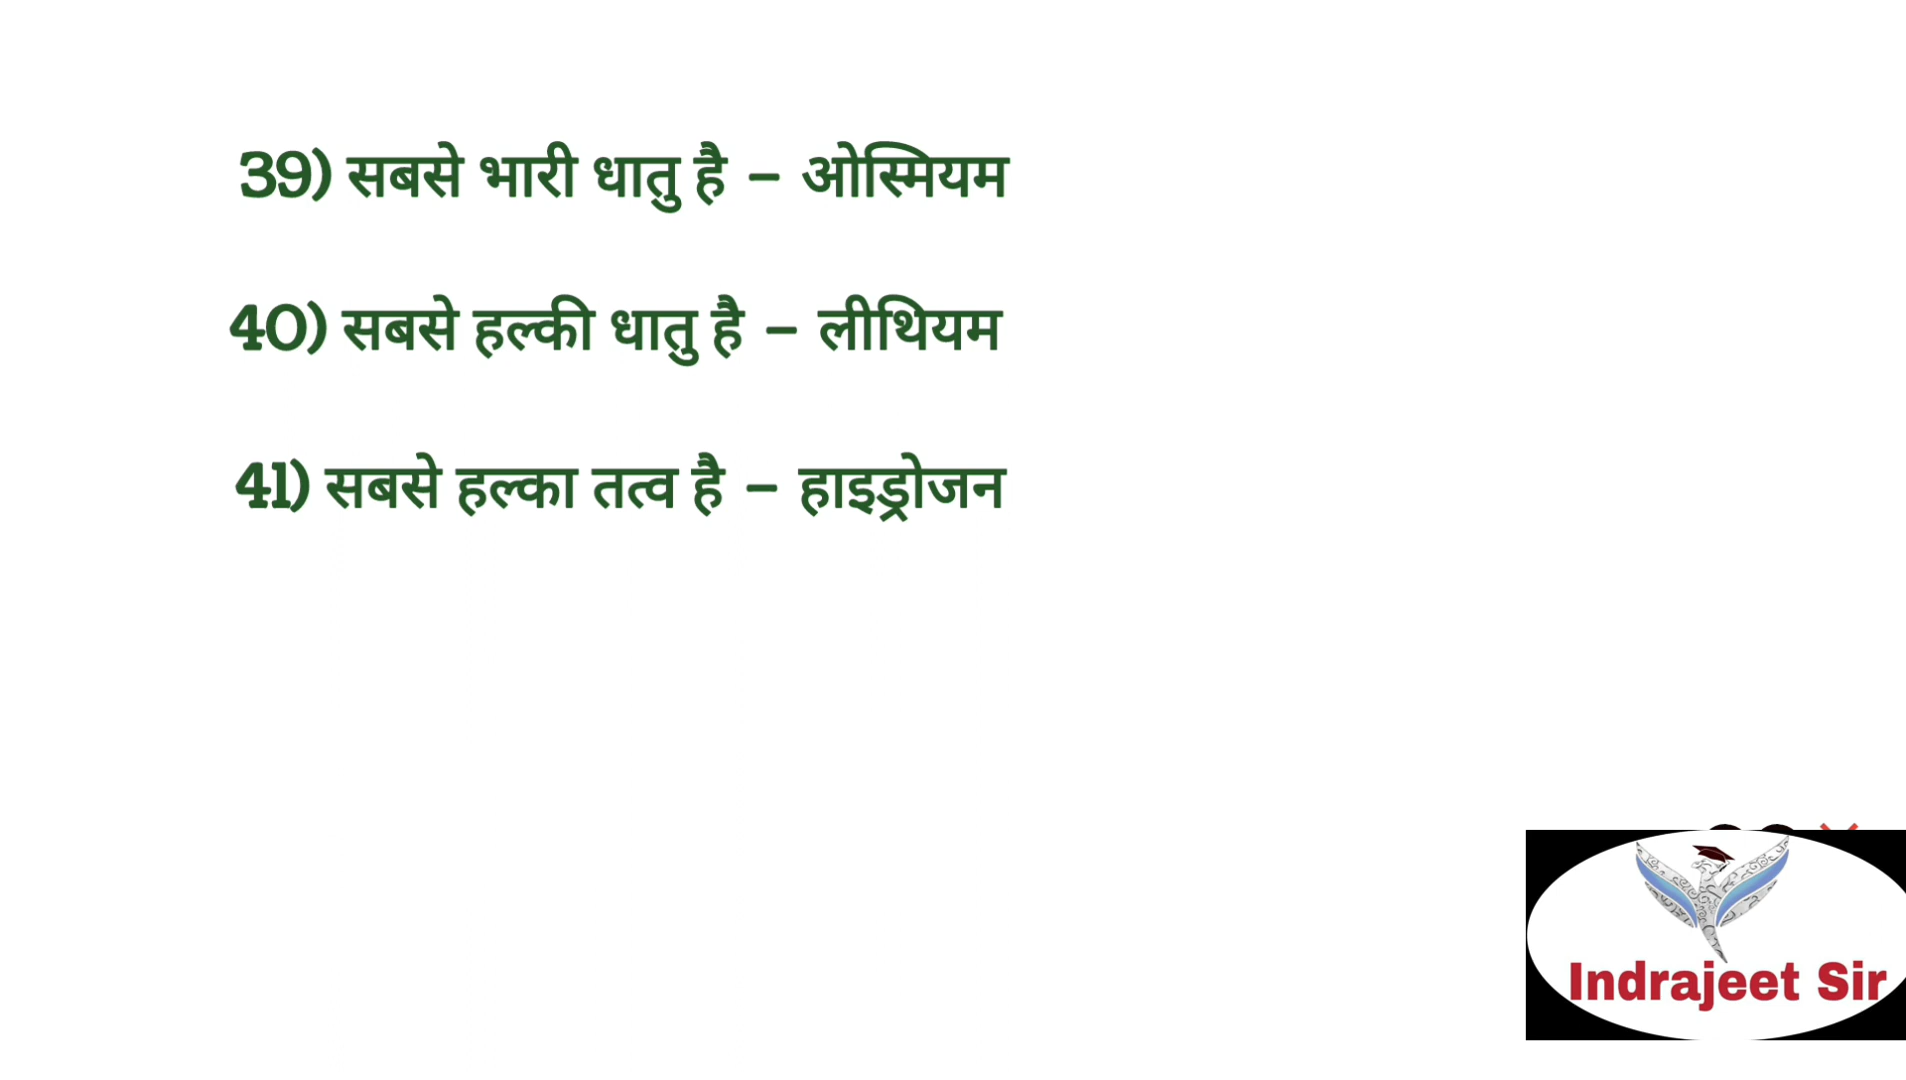 39) सबसे भारी धातु है – ओस्मियम
40) सबसे हल्की धातु है – लीथियम
41) सबसे हल्का तत्व है – हाइड्रोजन
Indrajeet Sir